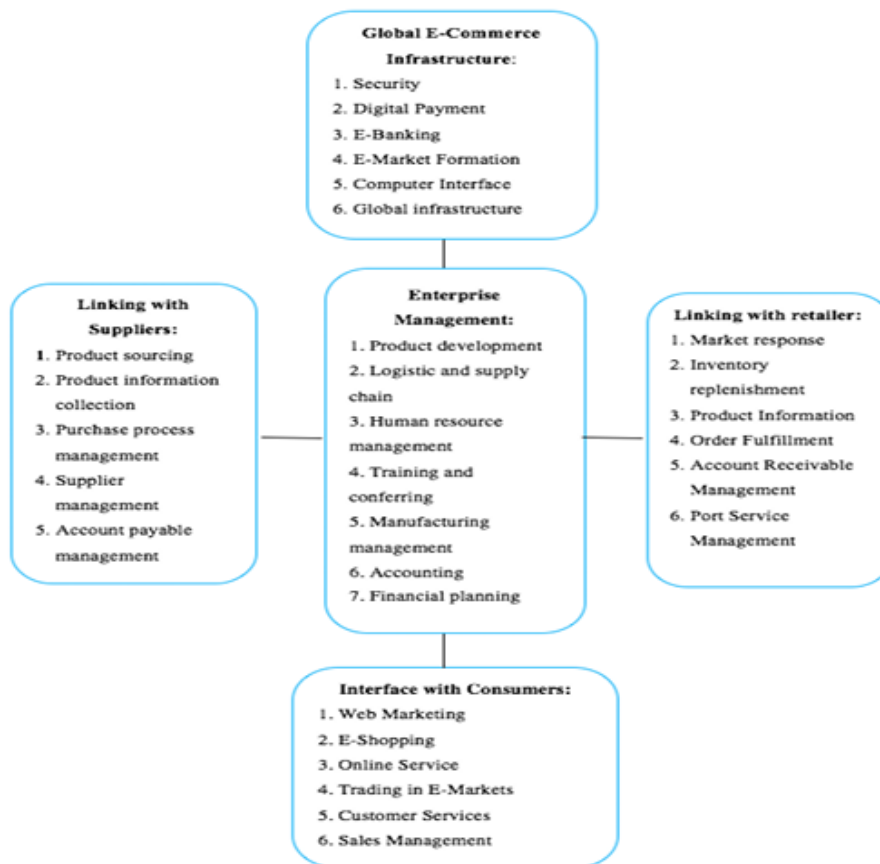 Global E-Commerce
Infrastructure:
1. Security
2. Digital Payment
3. E-Banking
4. E-Market Formation
5. Computer Interface
6. Global infrastructure
Linking with
Suppliers:
1. Product sourcing
2. Product information
collection
3. Purchase process
management
4. Supplier
management
5. Account payable
management
Enterprise
Management:
1. Product development
2. Logistic and supply
chain
3. Human resource
management
4. Training and
conferring
5. Manufacturing
management
6. Accounting
7. Financial planning
Linking with retailer:
1. Market response
2. Inventory
replenishment
3. Product Information
4. Order Fulfillment
5. Account Receivable
Management
6. Port Service
Management
Interface with Consumers:
1. Web Marketing
2. E-Shopping
3. Online Service
4. Trading in E-Markets
5. Customer Services
6. Sales Management